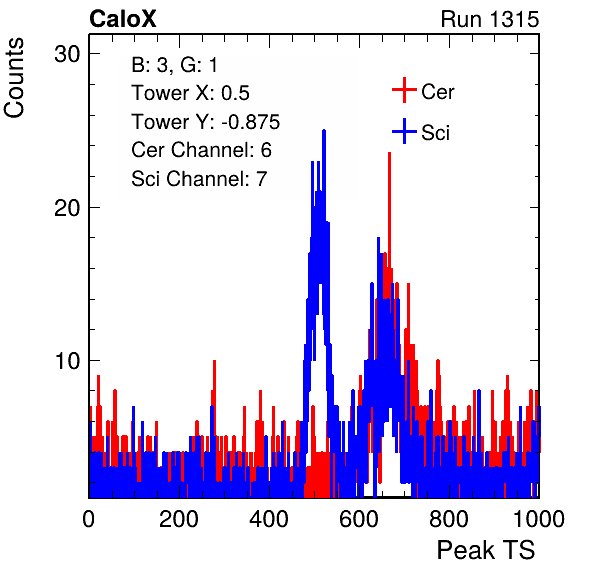 CaloX Run 1315
Counts
30
20
10
B: 3, G: 1
Tower X: 0.5
Tower Y: -0.875
Cer Channel: 6
Sci Channel: 7
Cer
Sci
0 200 400 600 800 1000
Peak TS